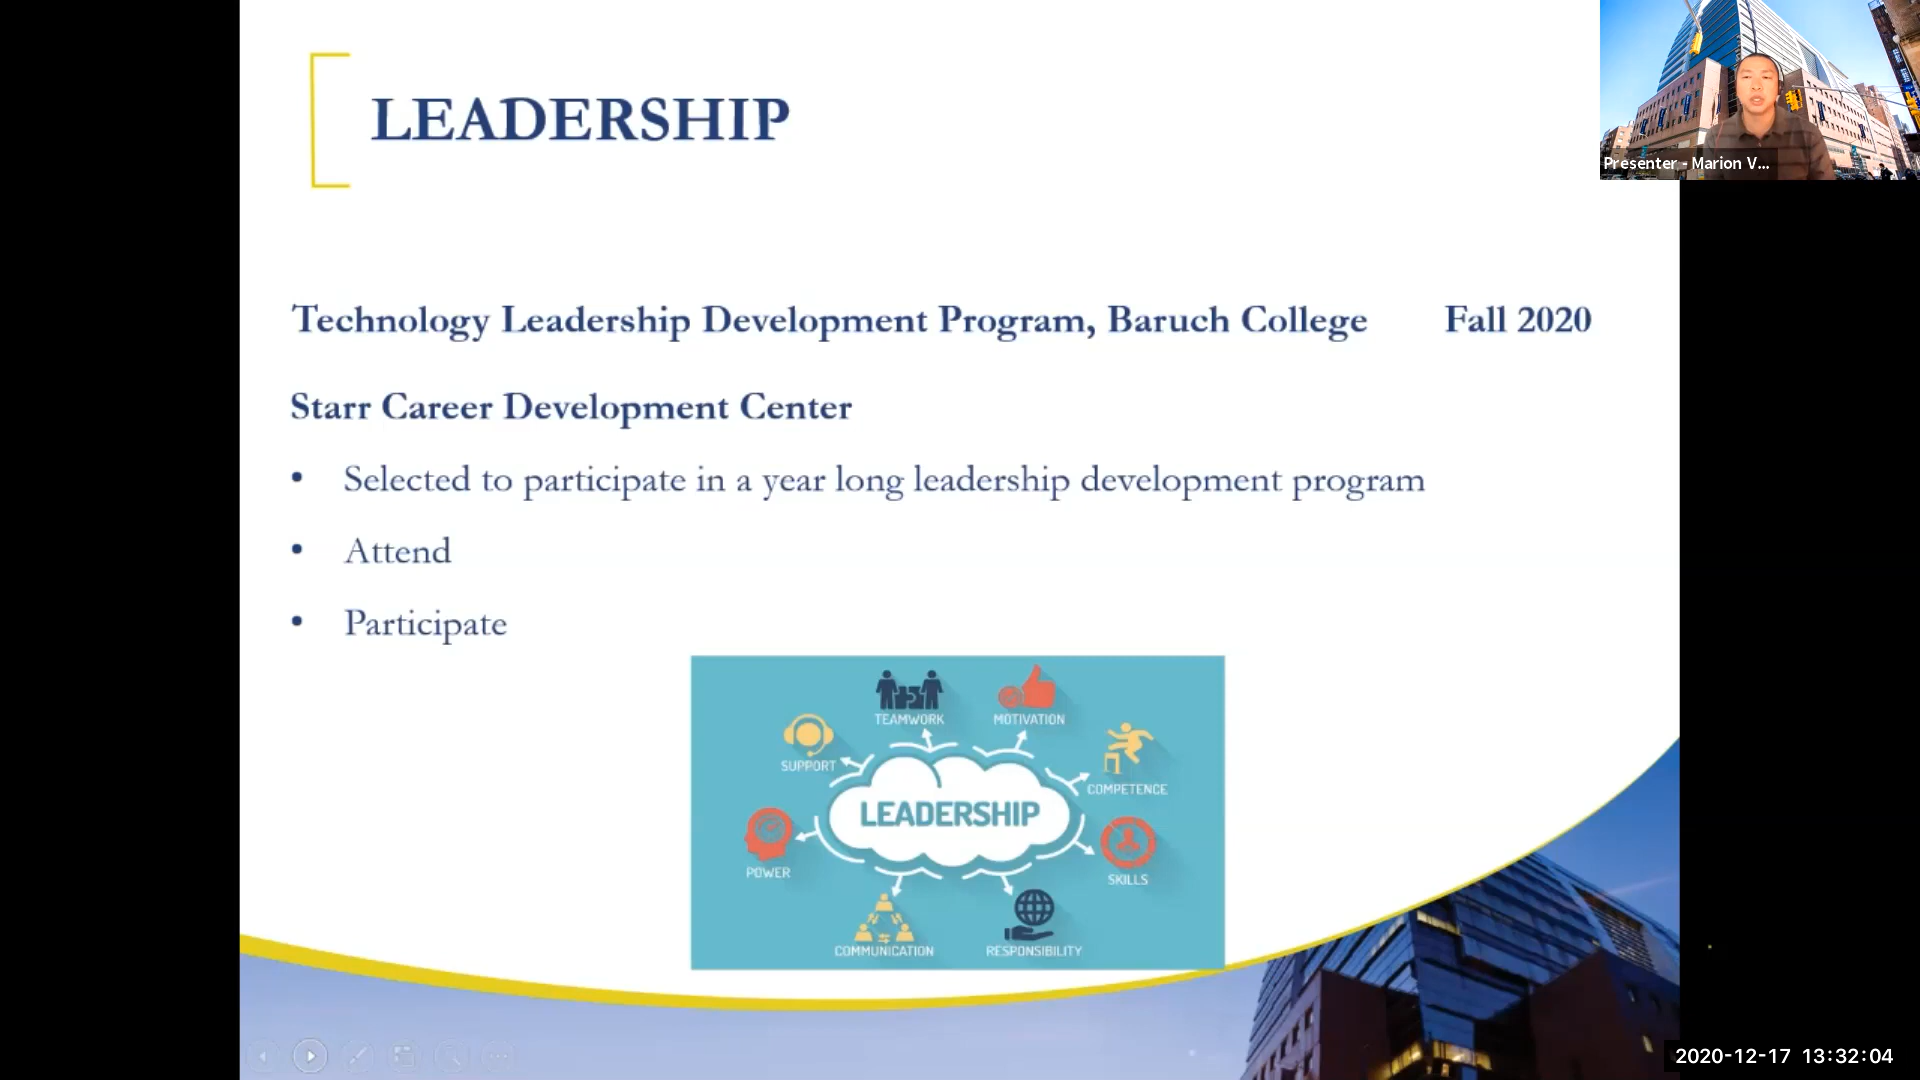 LEADERSHIP
Presenter - Marion V...
Technology Leadership Development Program, Baruch College Fall 2020
Starr Career Development Center
• Selected to participate in a year long leadership development program
• Attend
• Participate
TEAMWORK
MOTIVATION
SUPPORT
COMPETENCE
LEADERSHIP
POWER
SKILLS
COMMUNICATION
RESPONSIBILITY
2020-12-17 13:32:04